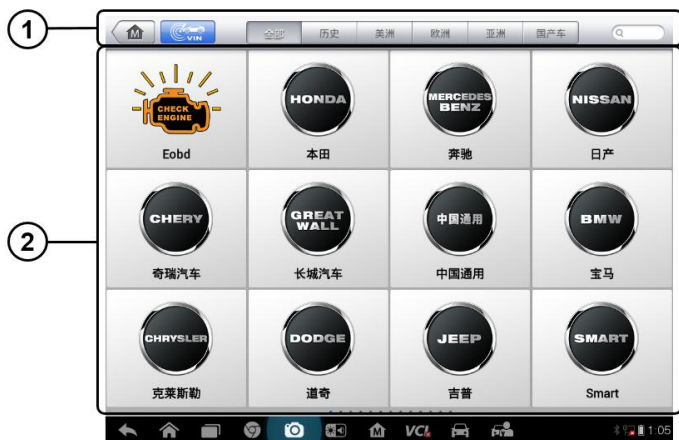 1
M VIN 全部 历史 美洲 欧洲 亚洲 国产车
2
CHECK ENGINE
HONDA
MERCEDES BENZ
NISSAN
Eobd 本田 奔驰 日产
CHERY
GREAT WALL
中国通用
BMW
奇瑞汽车 长城汽车 中国通用 宝马
CHRYSLER
DODGE
JEEP
SMART
克莱斯勒 道奇 吉普 Smart
M VCI 1:05